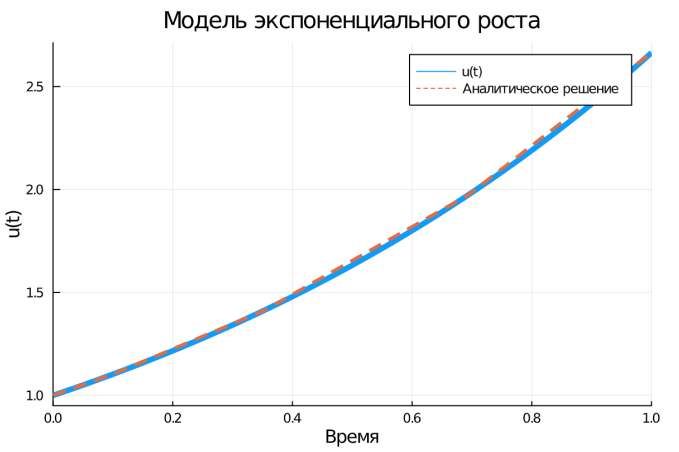 Модель экспоненциального роста
u(t)
Аналитическое решение
2.5
2.0
1.5
1.0
u(t)
0.0
0.2
0.4
0.6
0.8
1.0
Время